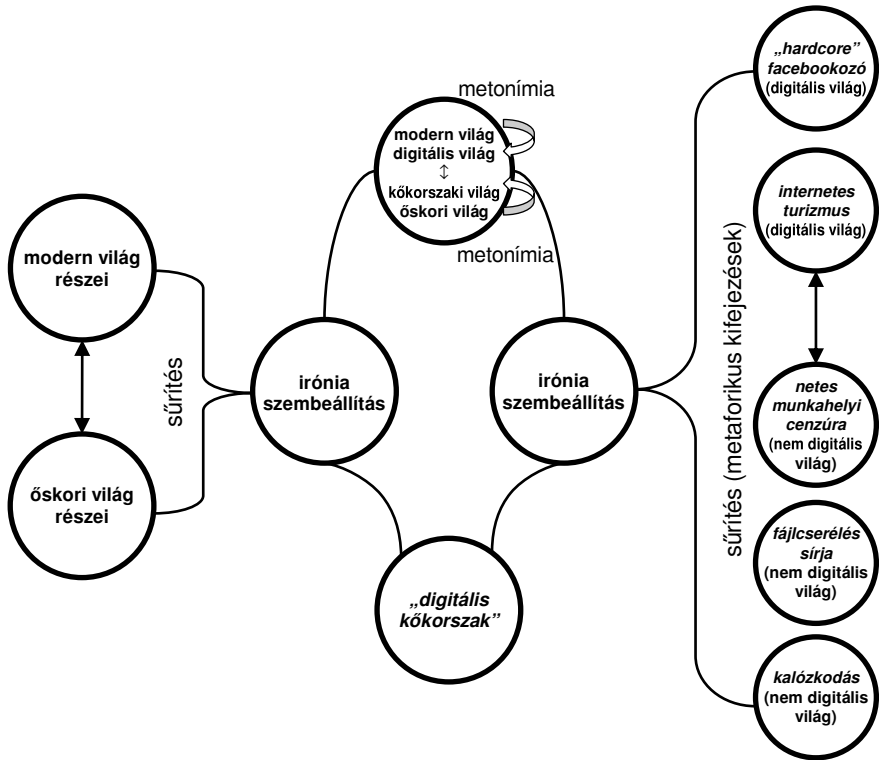 modern világ
részei
őskori világ
részei
sűrítés
irónia
szembeállítás
metonímia
modern világ
digitális világ
↕
kőkorszaki világ
őskori világ
metonímia
irónia
szembeállítás
„digitális
kőkorszak”
sűrítés (metaforikus kifejezések)
„hardcore”
facebookozó
(digitális világ)
internetes
turizmus
(digitális világ)
netes
munkahelyi
cenzúra
(nem digitális
világ)
fájlcserélés
sírja
(nem digitális
világ)
kalózkodás
(nem digitális
világ)